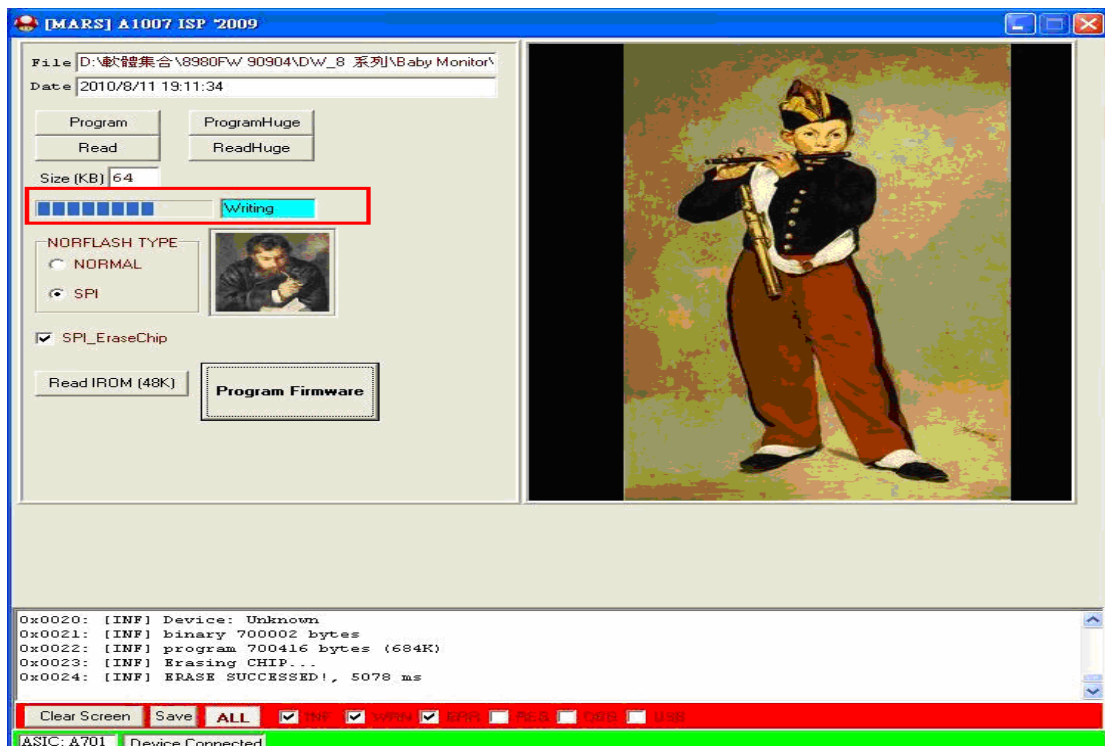 [MARS] A1007 ISP '2009
File D:\軟體集合\8980FW 90904\DW_8 系列\Baby Monitor\
Date 2010/8/11 19:11:34
Program ProgramHuge
Read ReadHuge
Size (KB) 64
Writing
NORFLASH TYPE
NORMAL
SPI
SPI_EraseChip
Read IROM (48K) Program Firmware
0x0020: [INF] Device: Unknown
0x0021: [INF] binary 700002 bytes
0x0022: [INF] program 700416 bytes (684K)
0x0023: [INF] Erasing CHIP...
0x0024: [INF] ERASE SUCCESSED!, 5078 ms
Clear Screen Save ALL INF WRN ERR RES USB
ASIC: A701 Device Connected